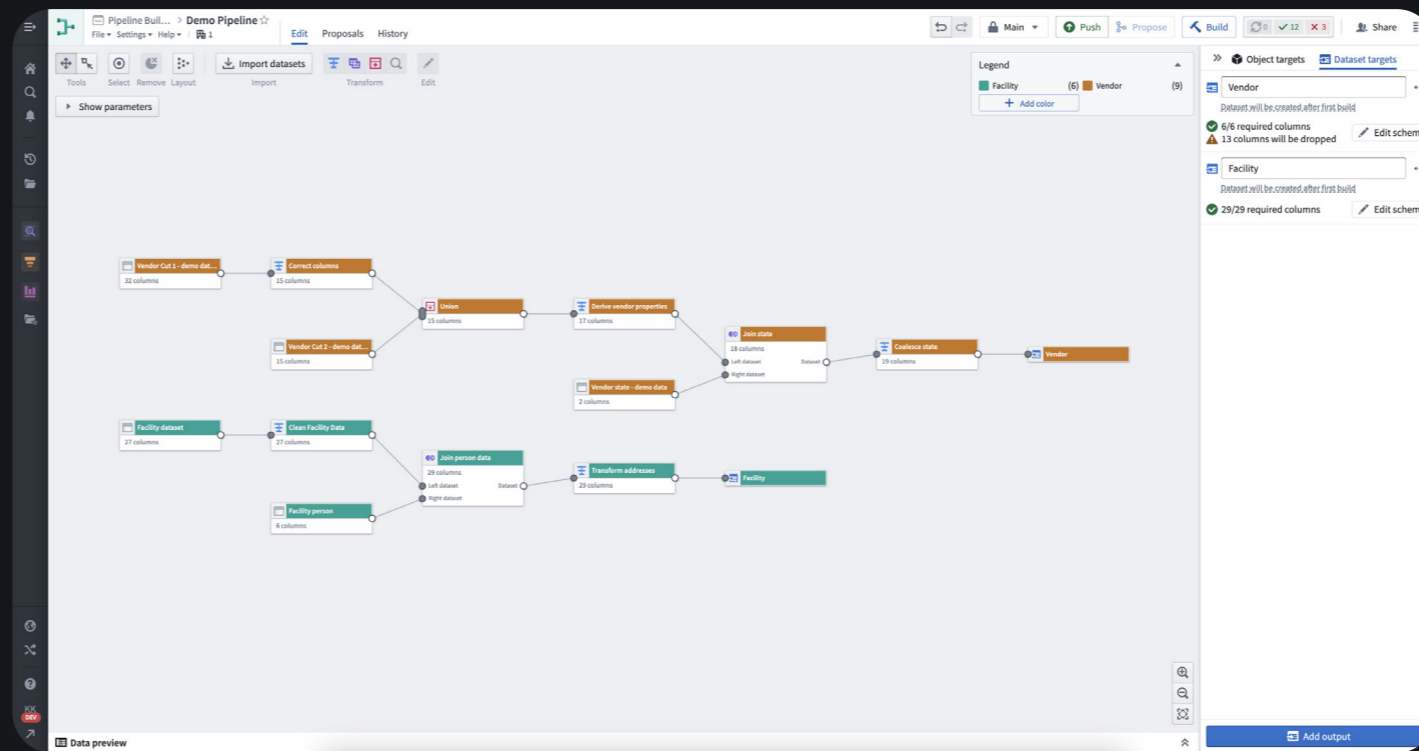 Pipeline Buil... > Demo Pipeline
File Settings Help 1
Edit Proposals History
Main
Push
Propose
Build
0 12 3
Share
Tools
Select Remove Layout
Import datasets
Import
Transform
Edit
Show parameters
Legend
Facility (6) Vendor (9)
Add color
Object targets
Dataset targets
Vendor
Dataset will be created after first build
6/6 required columns
13 columns will be dropped
Edit schem
Facility
Dataset will be created after first build
29/29 required columns
Edit schem
Vendor Cut 1 - demo dat...
32 columns
Correct columns
15 columns
Vendor Cut 2 - demo dat...
15 columns
Union
15 columns
Derive vendor properties
17 columns
Vendor state - demo data
2 columns
Join state
18 columns
Left dataset Dataset
Right dataset
Coalesce state
19 columns
Vendor
Facility dataset
27 columns
Clean Facility Data
27 columns
Facility person
6 columns
Join person data
29 columns
Left dataset Dataset
Right dataset
Transform addresses
29 columns
Facility
KK
DEV
Data preview
Add output